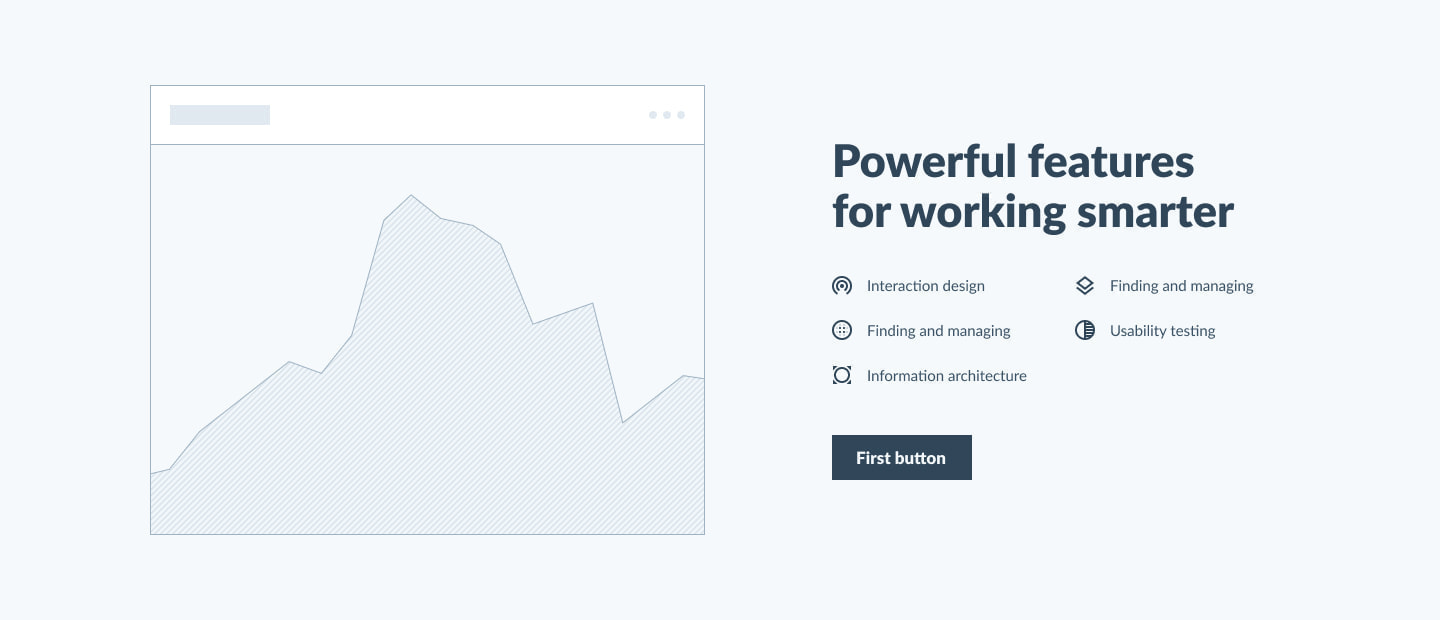 Powerful features
for working smarter
Interaction design
Finding and managing
Finding and managing
Usability testing
Information architecture
First button